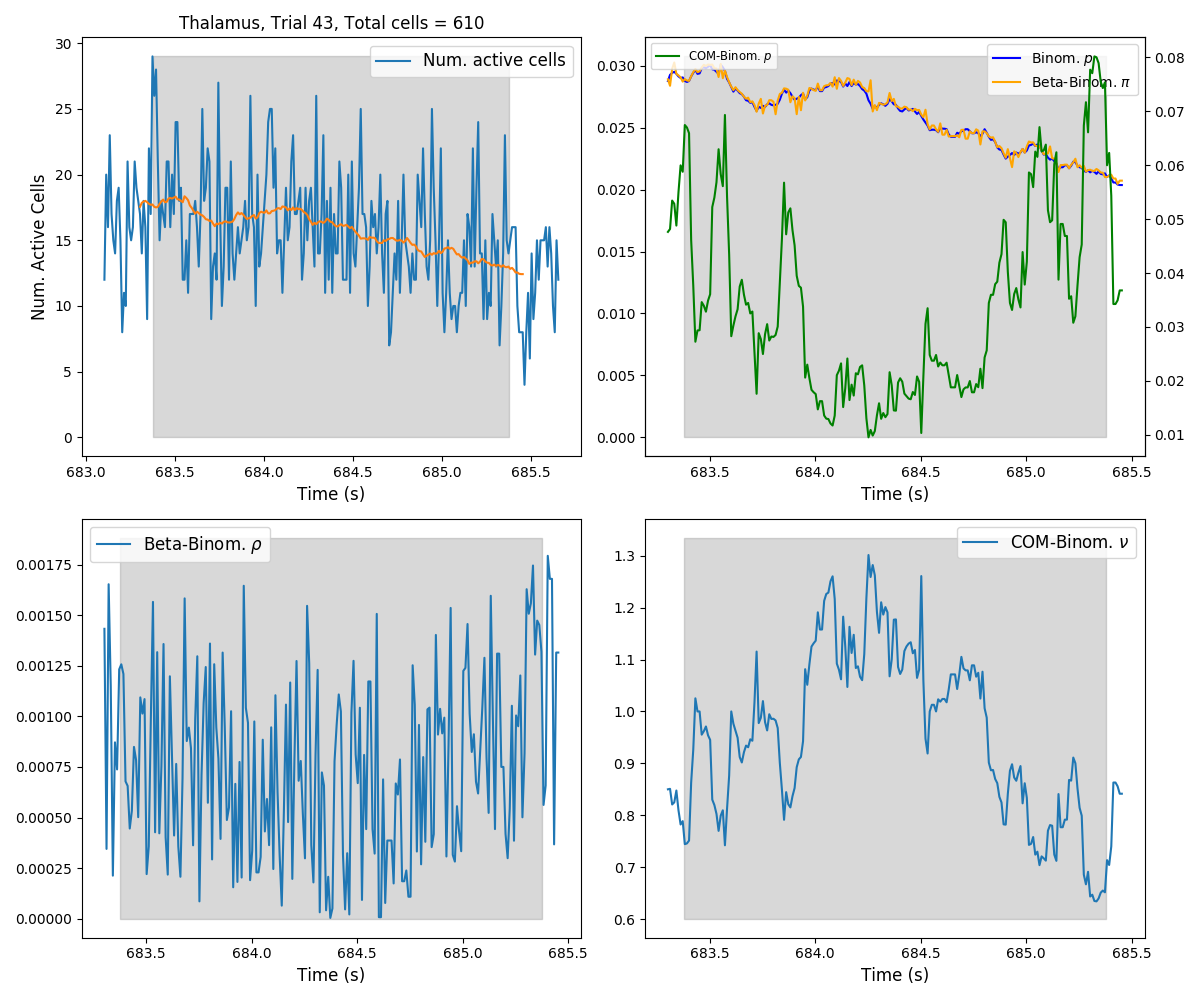 Thalamus, Trial 43, Total cells = 610
Num. active cells
Num. Active Cells
30
25
20
15
10
5
0
683.0 683.5 684.0 684.5 685.0 685.5
Time (s)
COM-Binom. p
Binom. p
Beta-Binom. π
0.030
0.025
0.020
0.015
0.010
0.005
0.000
0.08
0.07
0.06
0.05
0.04
0.03
0.02
0.01
683.5 684.0 684.5 685.0 685.5
Time (s)
Beta-Binom. ρ
0.00175
0.00150
0.00125
0.00100
0.00075
0.00050
0.00025
0.00000
683.5 684.0 684.5 685.0 685.5
Time (s)
COM-Binom. ν
1.3
1.2
1.1
1.0
0.9
0.8
0.7
0.6
683.5 684.0 684.5 685.0 685.5
Time (s)